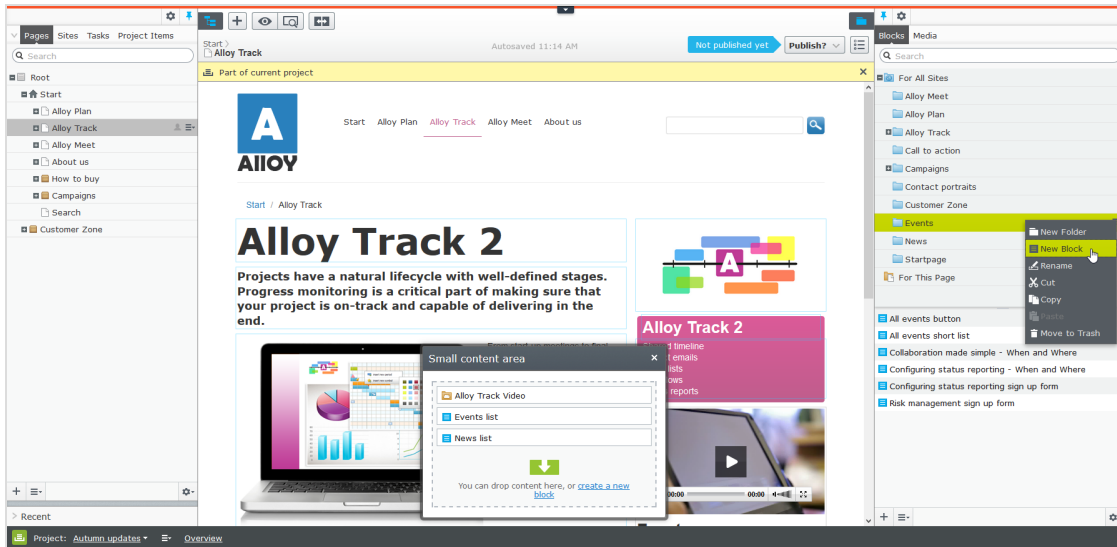 Pages Sites Tasks Project Items
Search
Root
Start
Alloy Plan
Alloy Track
Alloy Meet
About us
How to buy
Campaigns
Search
Customer Zone
Recent
Start
Alloy Track
Autosaved 11:14 AM
Not published yet
Publish?
Part of current project
A
Alloy
Start Alloy Plan Alloy Track Alloy Meet About us
Start / Alloy Track
Alloy Track 2
Projects have a natural lifecycle with well-defined stages.
Progress monitoring is a critical part of making sure that
your project is on-track and capable of delivering in the
end.
A
Alloy Track 2
timeline
emails
lists
reports
00:00 00:00
Small content area
Alloy Track Video
Events list
News list
You can drop content here, or create a new
block
Blocks Media
Search
For All Sites
Alloy Meet
Alloy Plan
Alloy Track
Call to action
Campaigns
Contact portraits
Customer Zone
Events
News
Startpage
For This Page
New Folder
New Block
Rename
Cut
Copy
Paste
Move to Trash
All events button
All events short list
Collaboration made simple - When and Where
Configuring status reporting - When and Where
Configuring status reporting sign up form
Risk management sign up form
Project: Autumn updates Overview